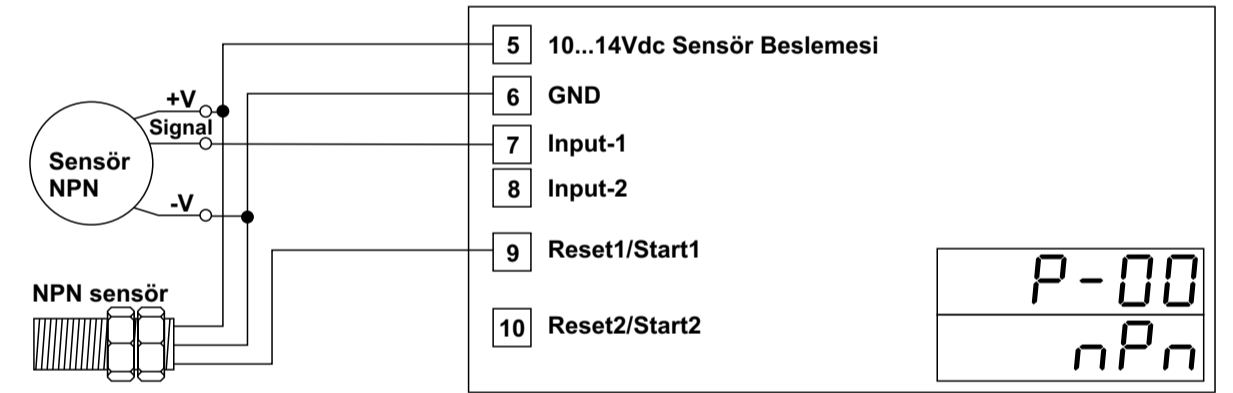 5 10...14Vdc Sensör Beslemesi
6 GND
+V
Signal
7 Input-1
Sensör
NPN
8 Input-2
-V
9 Reset1/Start1
P-00
NPN sensör
10 Reset2/Start2
nPn